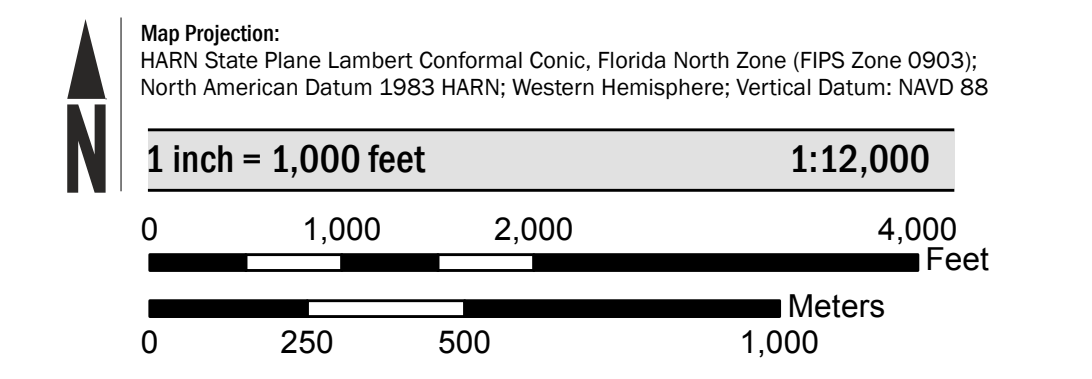 Map Projection:
HARN State Plane Lambert Conformal Conic, Florida North Zone (FIPS Zone 0903);
North American Datum 1983 HARN; Western Hemisphere; Vertical Datum: NAVD 88
N
1 inch = 1,000 feet 1:12,000
0 1,000 2,000 4,000
Feet
Meters
0 250 500 1,000